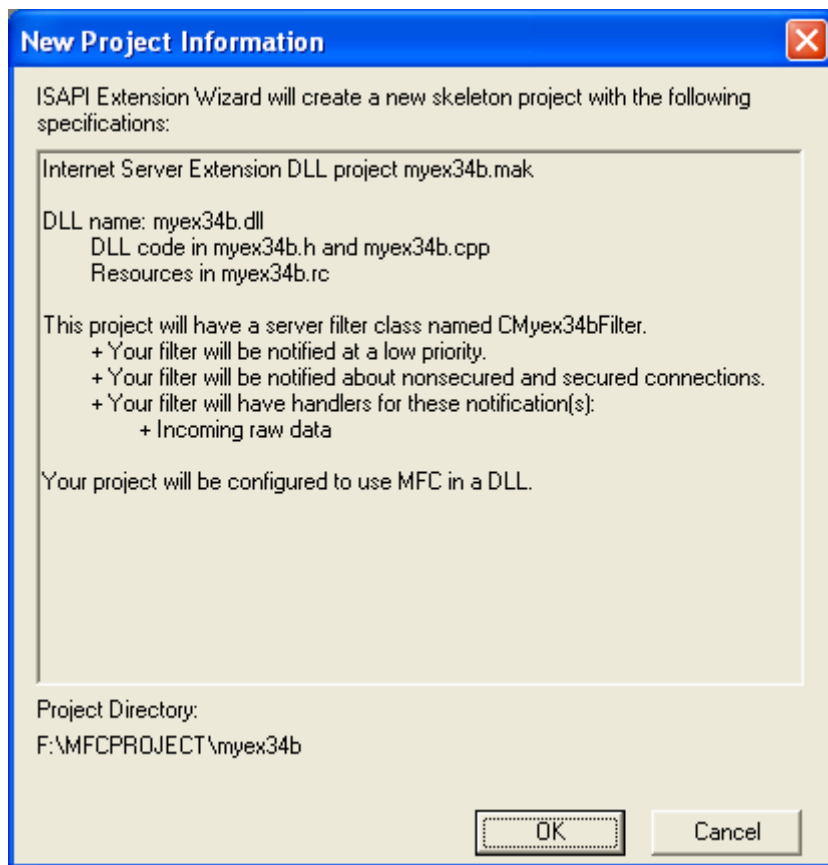 New Project Information
ISAPI Extension Wizard will create a new skeleton project with the following
specifications:
Internet Server Extension DLL project myex34b.mak
DLL name: myex34b.dll
DLL code in myex34b.h and myex34b.cpp
Resources in myex34b.rc
This project will have a server filter class named CMyex34bFilter.
+ Your filter will be notified at a low priority.
+ Your filter will be notified about nonsecured and secured connections.
+ Your filter will have handlers for these notification(s):
+ Incoming raw data
Your project will be configured to use MFC in a DLL.
Project Directory:
F:\MFCPROJECT\myex34b
OK
Cancel